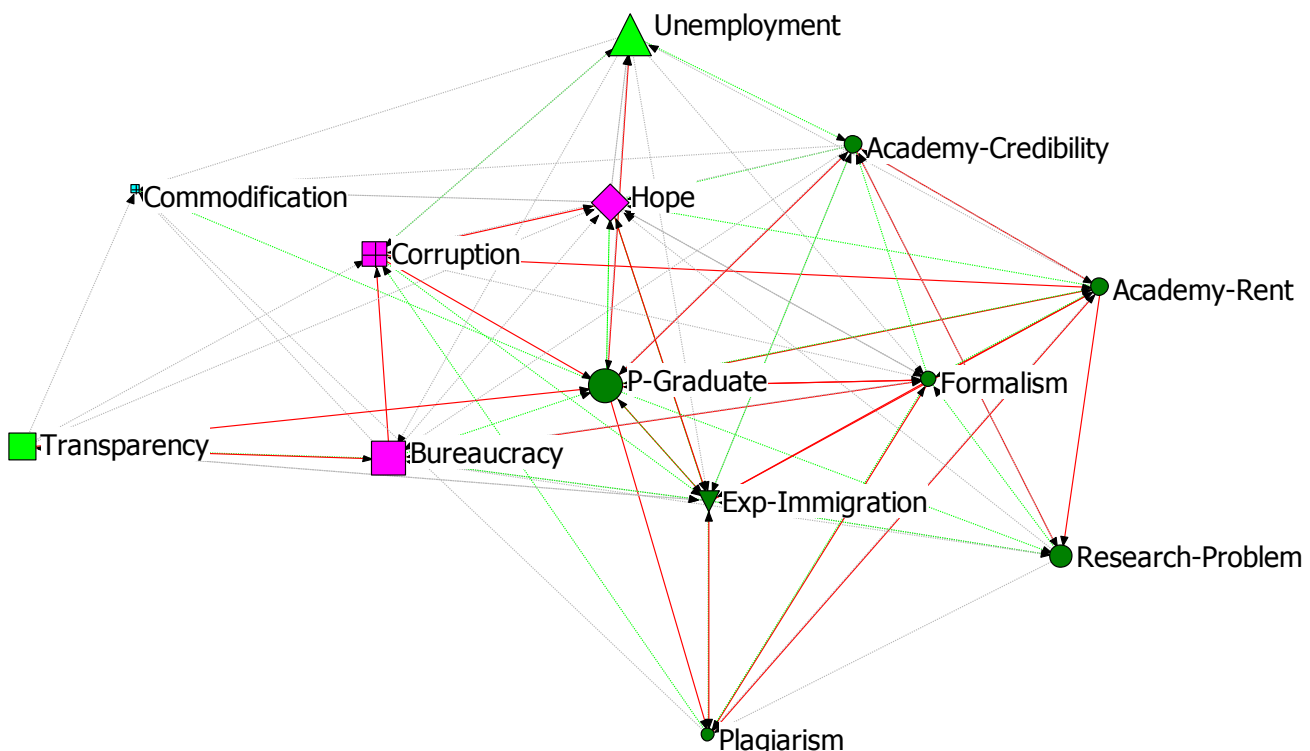 Unemployment
Academy-Credibility
Commodification
Hope
Corruption
Academy-Rent
P-Graduate
Formalism
Transparency
Bureaucracy
Exp-Immigration
Research-Problem
Plagiarism